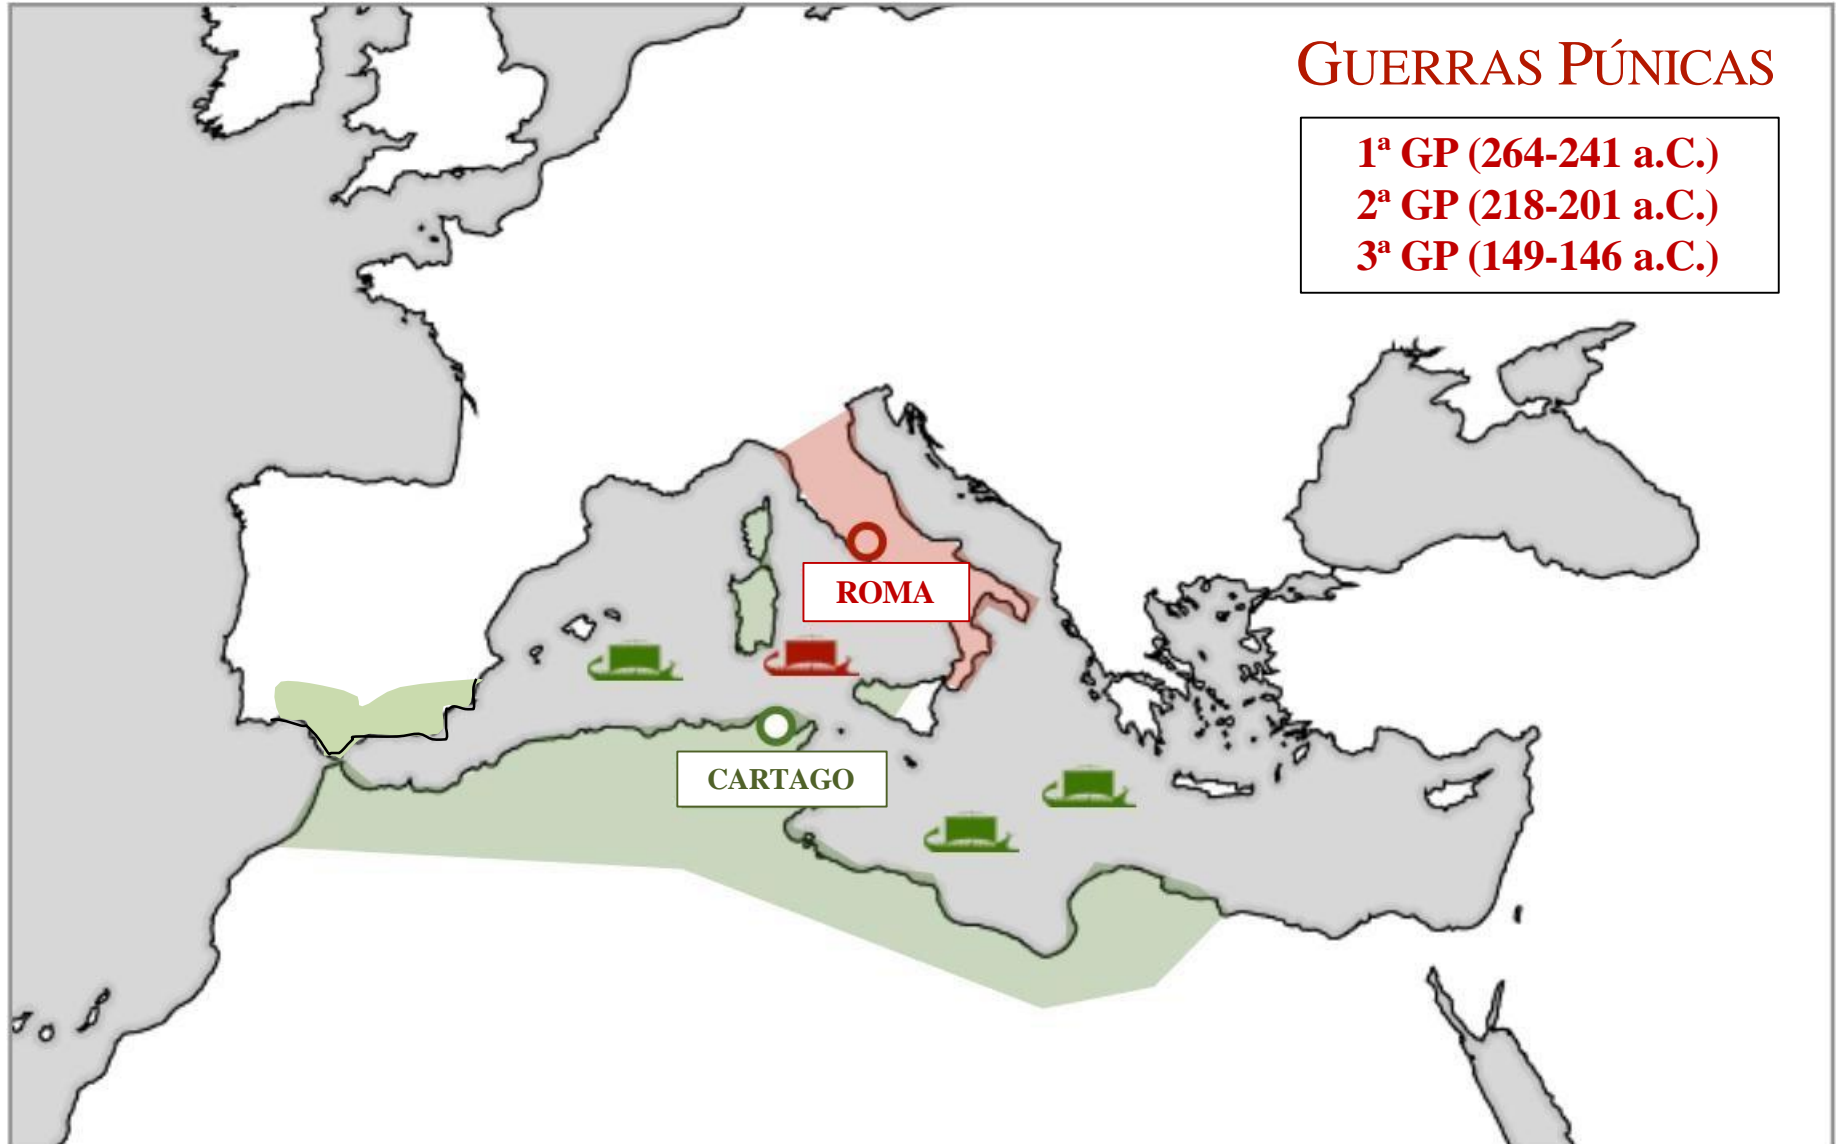 GUERRAS PÚNICAS
1ª GP (264-241 a.C.)
2ª GP (218-201 a.C.)
3ª GP (149-146 a.C.)
ROMA
CARTAGO